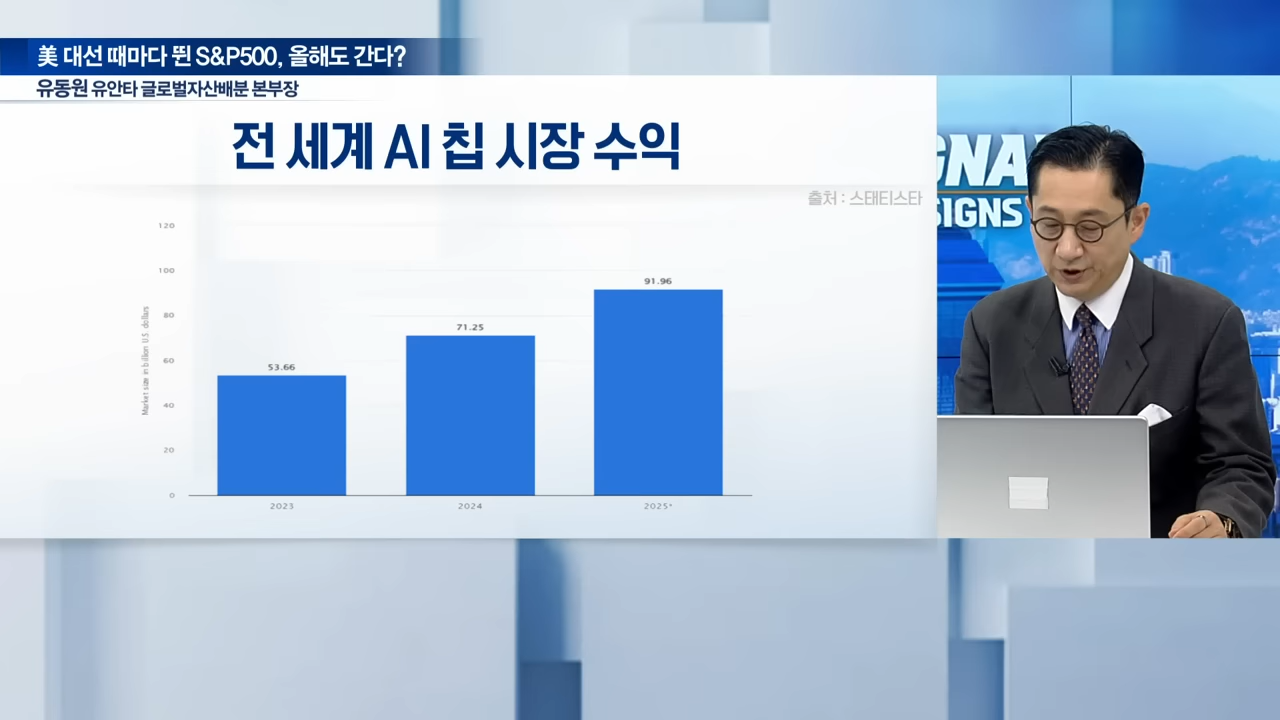 美 대선 때마다 뛴 S&P500, 올해도 간다?
유동원 유안타 글로벌자산배분 본부장
전 세계 AI 칩 시장 수익
출처 : 스태티스타
Market size in billion U.S. dollars
120
100
80
60
40
20
0
53.66
71.25
91.96
2023
2024
2025*
GNA
SIGNS